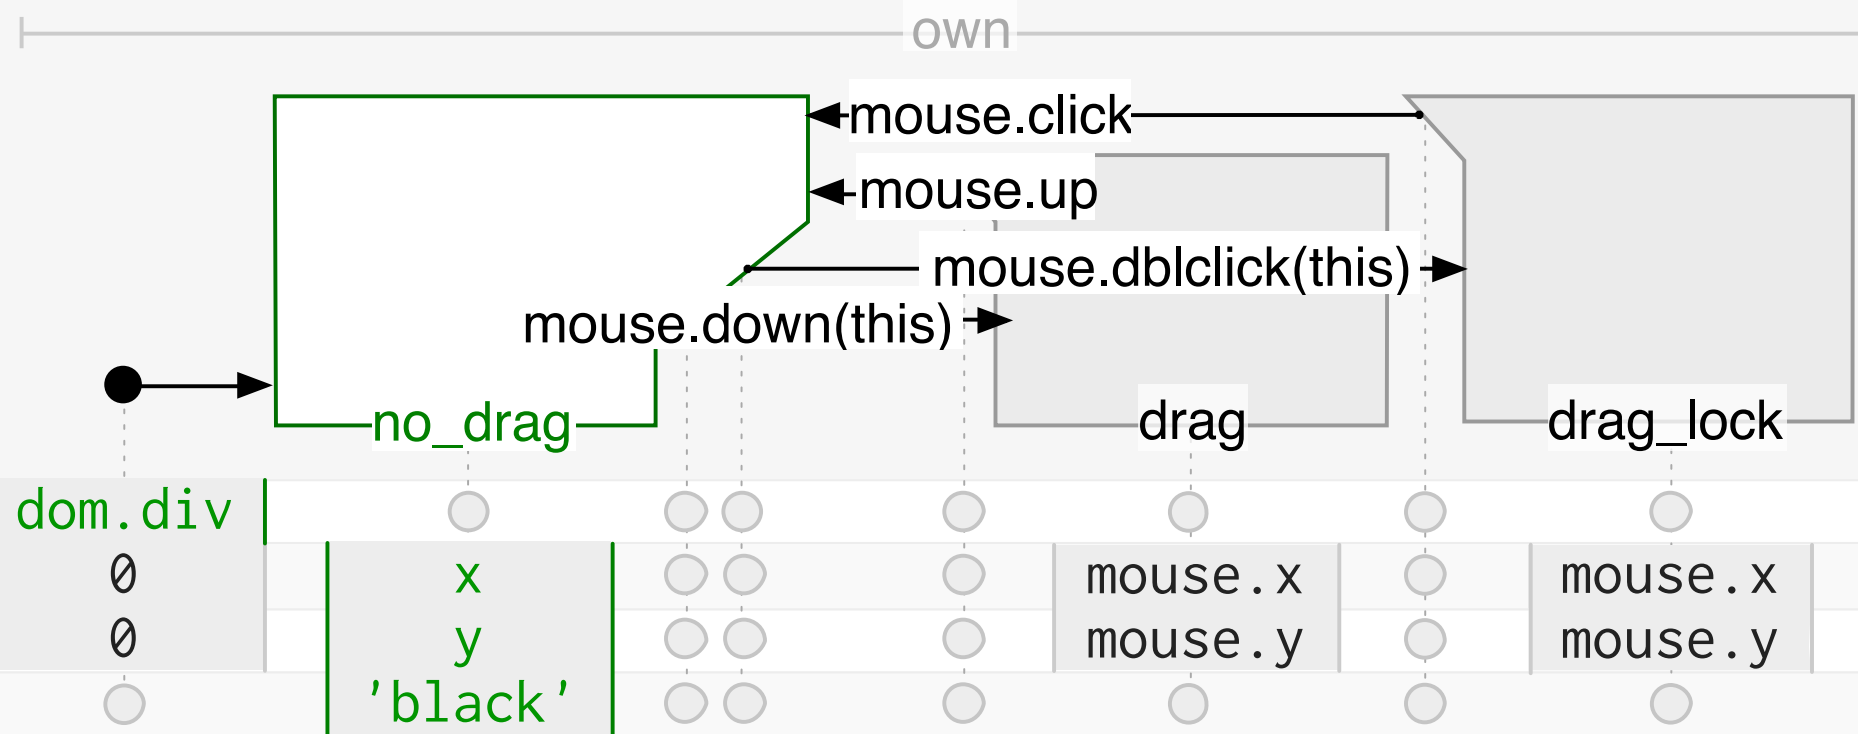 own
mouse.click
mouse.up
mouse.dblclick(this)
mouse.down(this)
no_drag
drag
drag_lock
dom.div
0
x
mouse.x
mouse.x
0
y
mouse.y
mouse.y
'black'